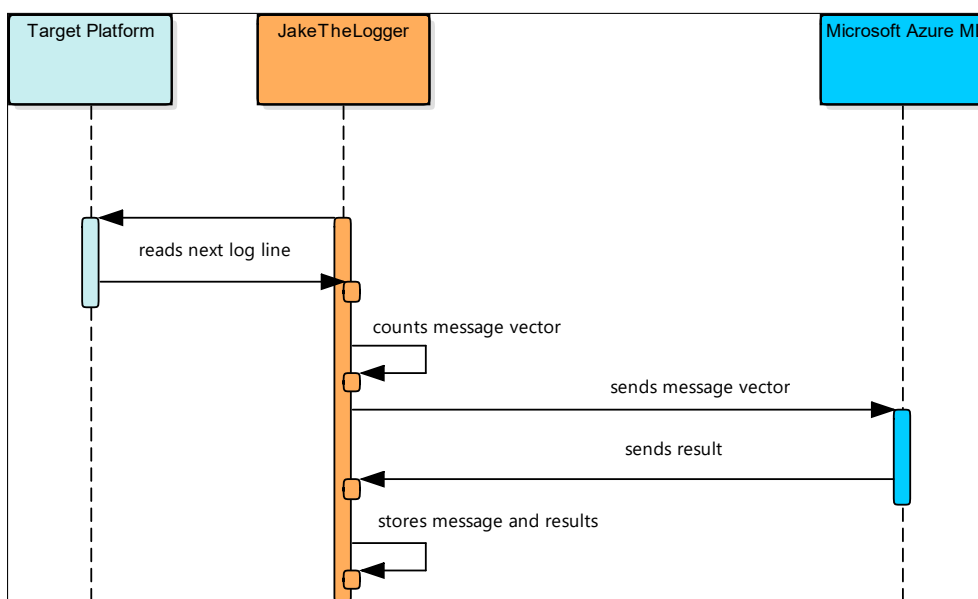 Target Platform
JakeTheLogger
Microsoft Azure Ml
reads next log line
counts message vector
sends message vector
sends result
stores message and results